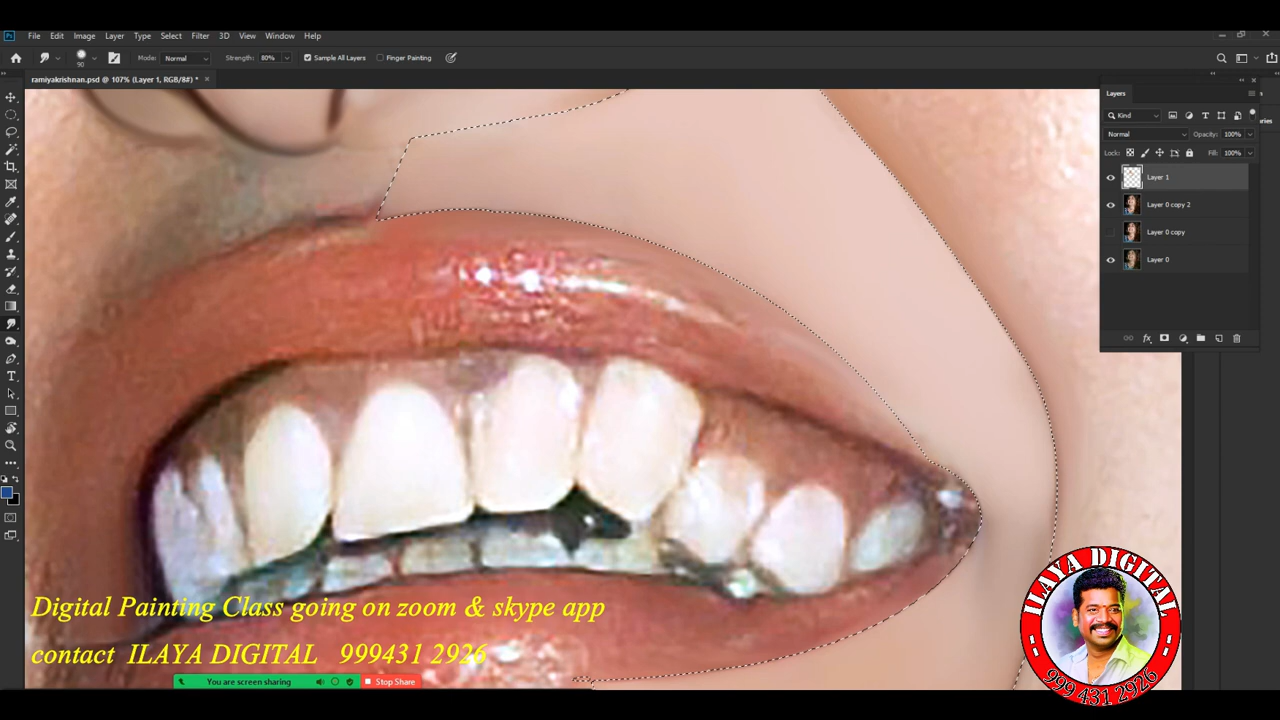 Ps File Edit Image Layer Type Select Filter 3D View Window Help
90 Mode: Normal Strength: 80% Sample All Layers Finger Painting
ramiyakrishnan.psd @ 107% (Layer 1, RGB/8#) * ×
Layers
Kind
Normal Opacity: 100%
Lock: Fill: 100%
Layer 1
Layer 0 copy 2
Layer 0 copy
Layer 0
Digital Painting Class going on zoom & skype app
contact ILAYA DIGITAL 999431 2926
You are screen sharing Stop Share
ILAYA DIGITAL
999 431 2926